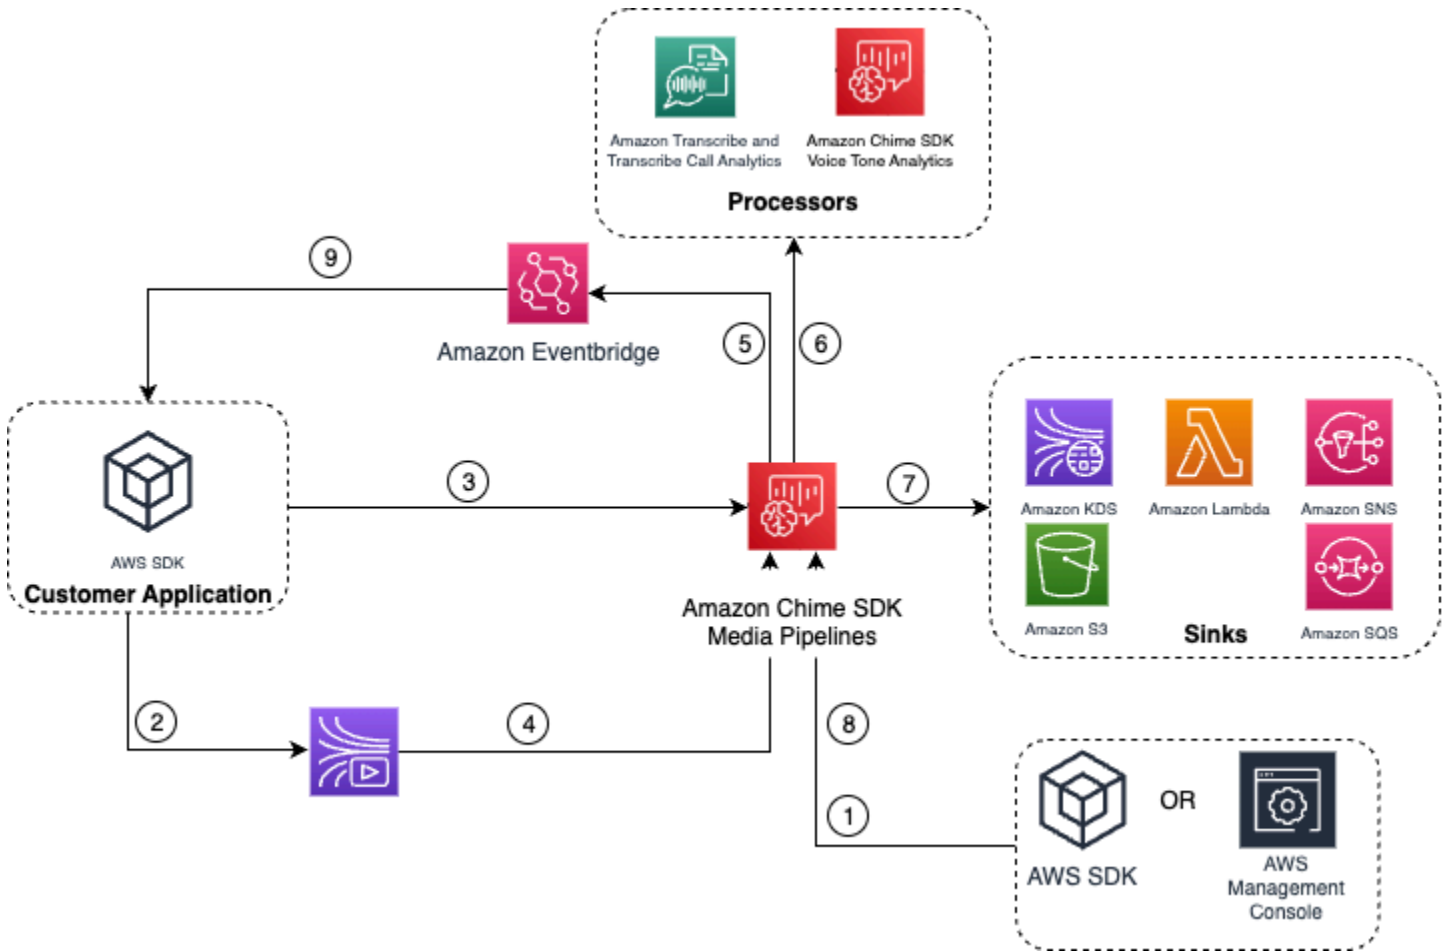 Amazon Transcribe and
Transcribe Call Analytics
Amazon Chime SDK
Voice Tone Analytics
Processors
9
Amazon Eventbridge
5
6
AWS SDK
Customer Application
3
7
Amazon Chime SDK
Media Pipelines
Amazon KDS
Amazon Lambda
Amazon SNS
Amazon S3
Sinks
Amazon SQS
2
4
8
1
AWS SDK
OR
AWS
Management
Console